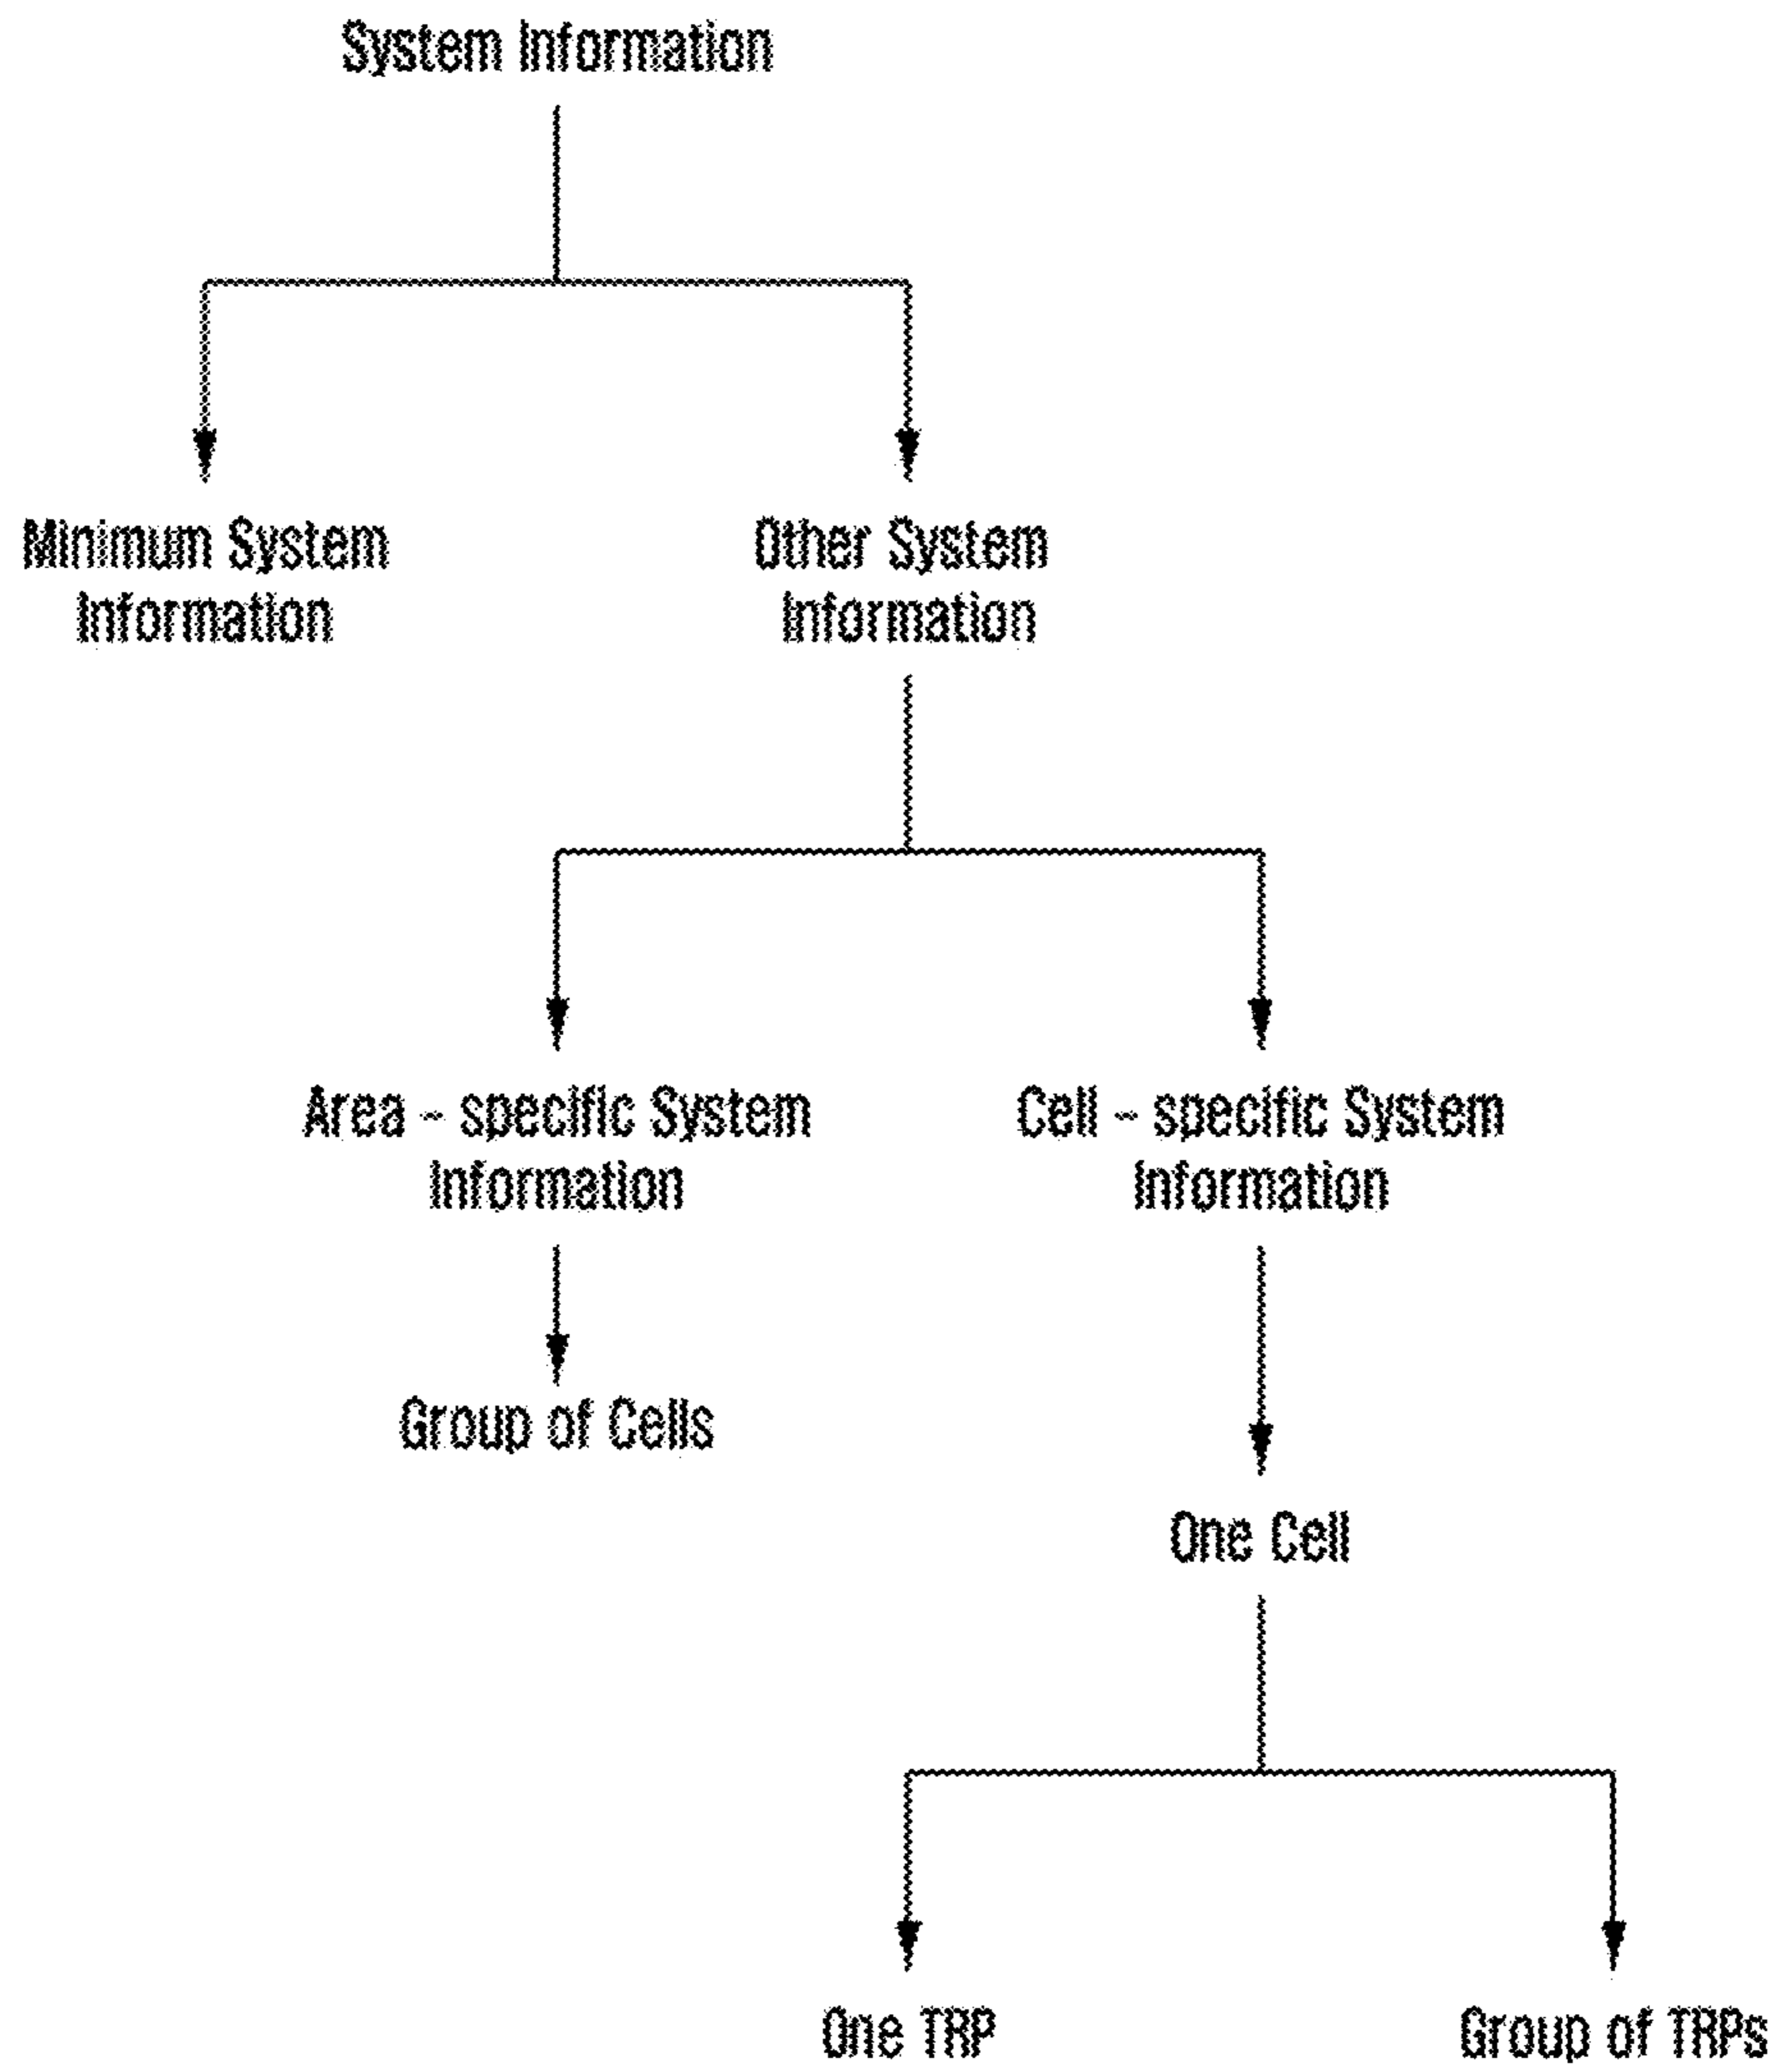 System Information
Minimum System
Information
Other System
Information
Area - specific System
Information
Cell - specific System
Information
Group of Cells
One Cell
One TRP
Group of TRPs